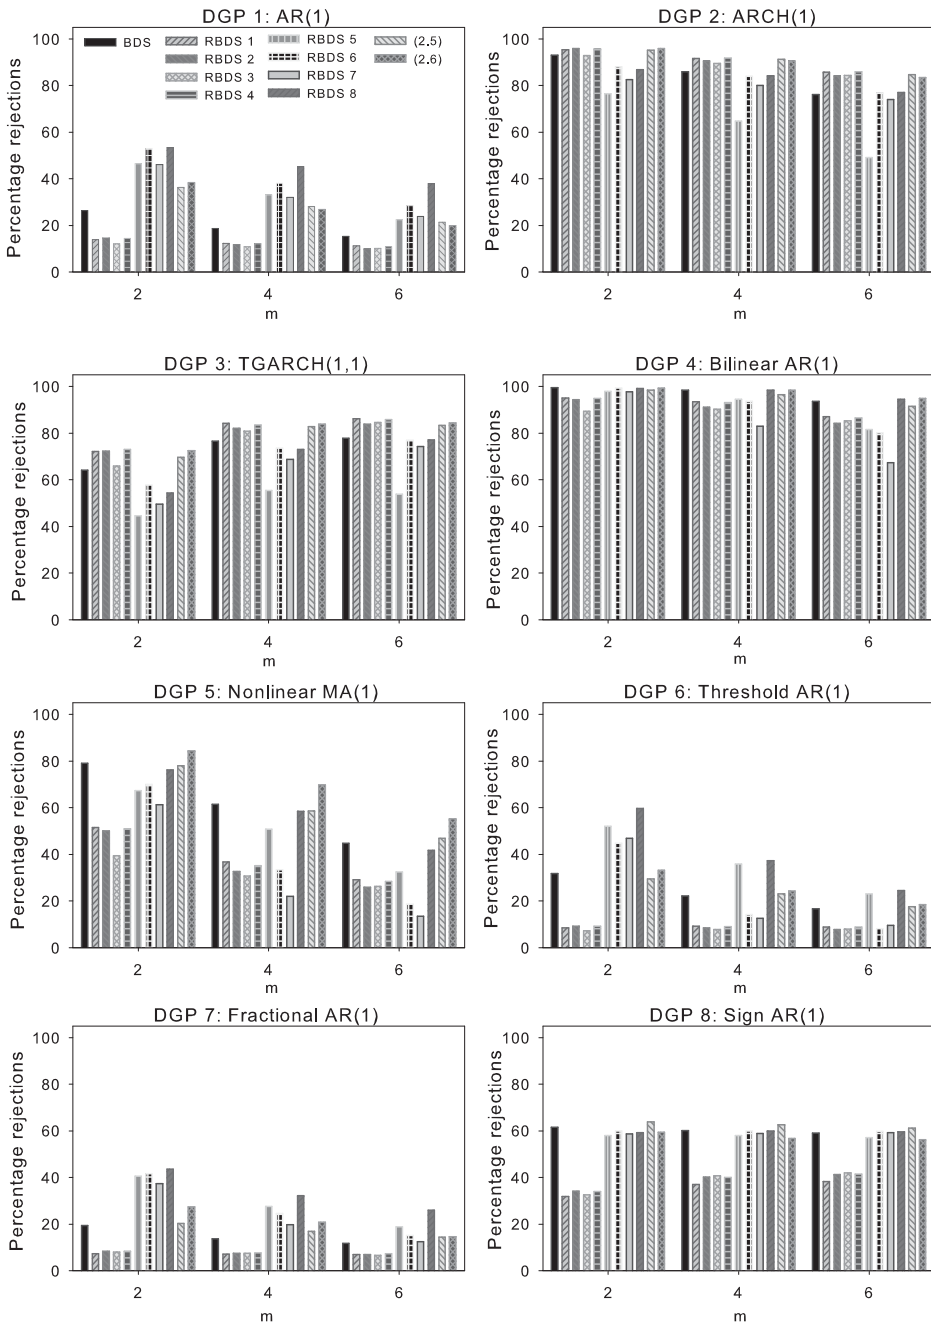 DGP 1: AR(1)
Percentage rejections
100
80
60
40
20
0
BDS
RBDS 1
RBDS 2
RBDS 3
RBDS 4
RBDS 5
RBDS 6
RBDS 7
RBDS 8
(2.5)
(2.6)
2 4 6
m
DGP 2: ARCH(1)
Percentage rejections
100
80
60
40
20
0
2 4 6
m
DGP 3: TGARCH(1,1)
Percentage rejections
100
80
60
40
20
0
2 4 6
m
DGP 4: Bilinear AR(1)
Percentage rejections
100
80
60
40
20
0
2 4 6
m
DGP 5: Nonlinear MA(1)
Percentage rejections
100
80
60
40
20
0
2 4 6
m
DGP 6: Threshold AR(1)
Percentage rejections
100
80
60
40
20
0
2 4 6
m
DGP 7: Fractional AR(1)
Percentage rejections
100
80
60
40
20
0
2 4 6
m
DGP 8: Sign AR(1)
Percentage rejections
100
80
60
40
20
0
2 4 6
m